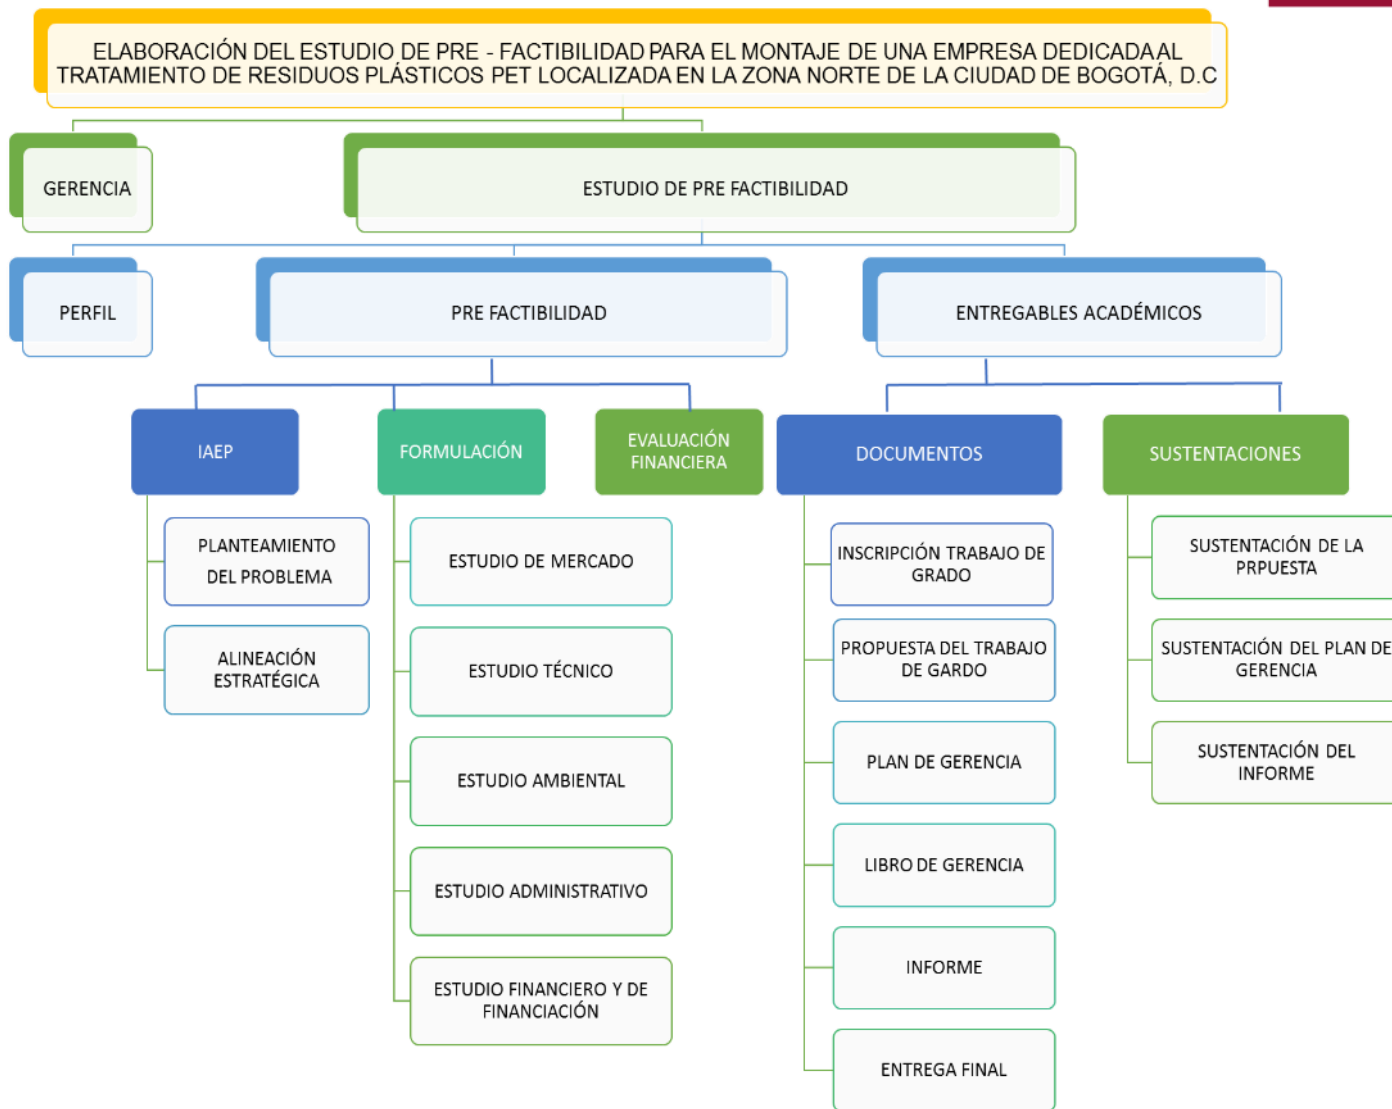 ELABORACIÓN DEL ESTUDIO DE PRE - FACTIBILIDAD PARA EL MONTAJE DE UNA EMPRESA DEDICADA AL
TRATAMIENTO DE RESIDUOS PLÁSTICOS PET LOCALIZADA EN LA ZONA NORTE DE LA CIUDAD DE BOGOTÁ, D.C
GERENCIA
ESTUDIO DE PRE FACTIBILIDAD
PERFIL
PRE FACTIBILIDAD
ENTREGABLES ACADÉMICOS
IAEP
FORMULACIÓN
EVALUACIÓN
FINANCIERA
DOCUMENTOS
SUSTENTACIONES
PLANTEAMIENTO
DEL PROBLEMA
ALINEACIÓN
ESTRATÉGICA
ESTUDIO DE MERCADO
ESTUDIO TÉCNICO
ESTUDIO AMBIENTAL
ESTUDIO ADMINISTRATIVO
ESTUDIO FINANCIERO Y DE
FINANCIACIÓN
INSCRIPCIÓN TRABAJO DE
GRADO
PROPUESTA DEL TRABAJO
DE GARDO
PLAN DE GERENCIA
LIBRO DE GERENCIA
INFORME
ENTREGA FINAL
SUSTENTACIÓN DE LA
PRPUESTA
SUSTENTACIÓN DEL PLAN DE
GERENCIA
SUSTENTACIÓN DEL
INFORME